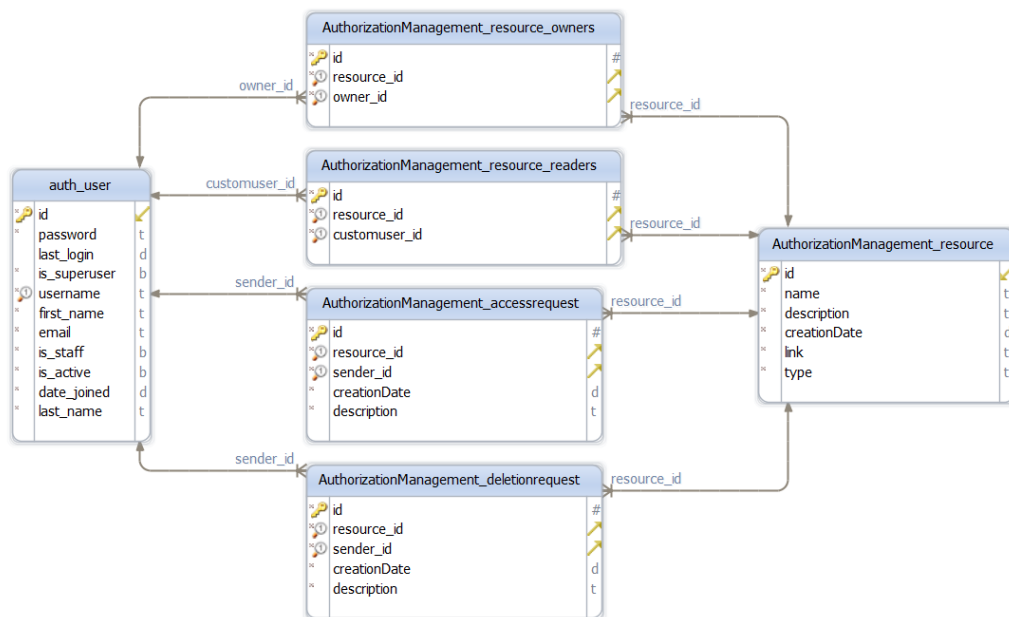 AuthorizationManagement_resource_owners
id #
resource_id
owner_id
owner_id
resource_id
AuthorizationManagement_resource_readers
id #
resource_id
customuser_id
customuser_id
resource_id
auth_user
id
password t
last_login d
is_superuser b
username t
first_name t
email t
is_staff b
is_active b
date_joined d
last_name t
AuthorizationManagement_resource
id
name t
description t
creationDate d
link t
type t
sender_id
resource_id
AuthorizationManagement_accessrequest
id #
resource_id
sender_id
creationDate d
description t
sender_id
resource_id
AuthorizationManagement_deletionrequest
id #
resource_id
sender_id
creationDate d
description t